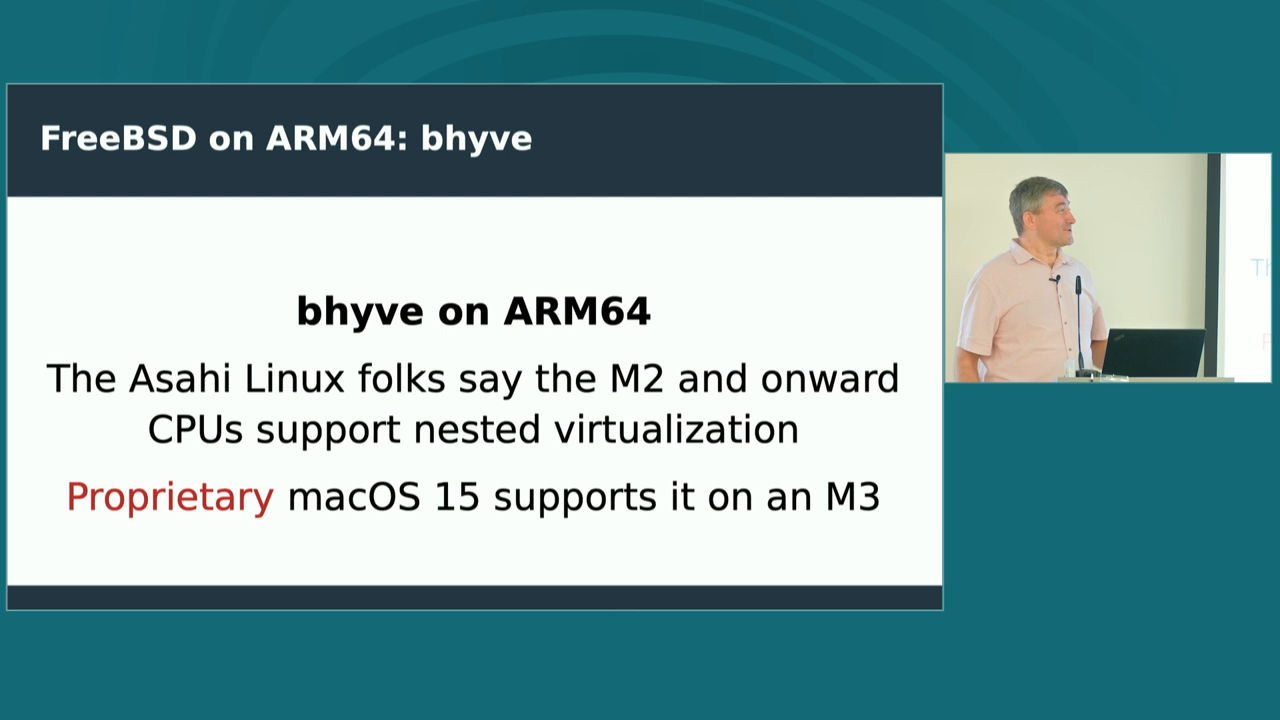 FreeBSD on ARM64: bhyve
bhyve on ARM64
The Asahi Linux folks say the M2 and onward
CPUs support nested virtualization
Proprietary macOS 15 supports it on an M3
Th